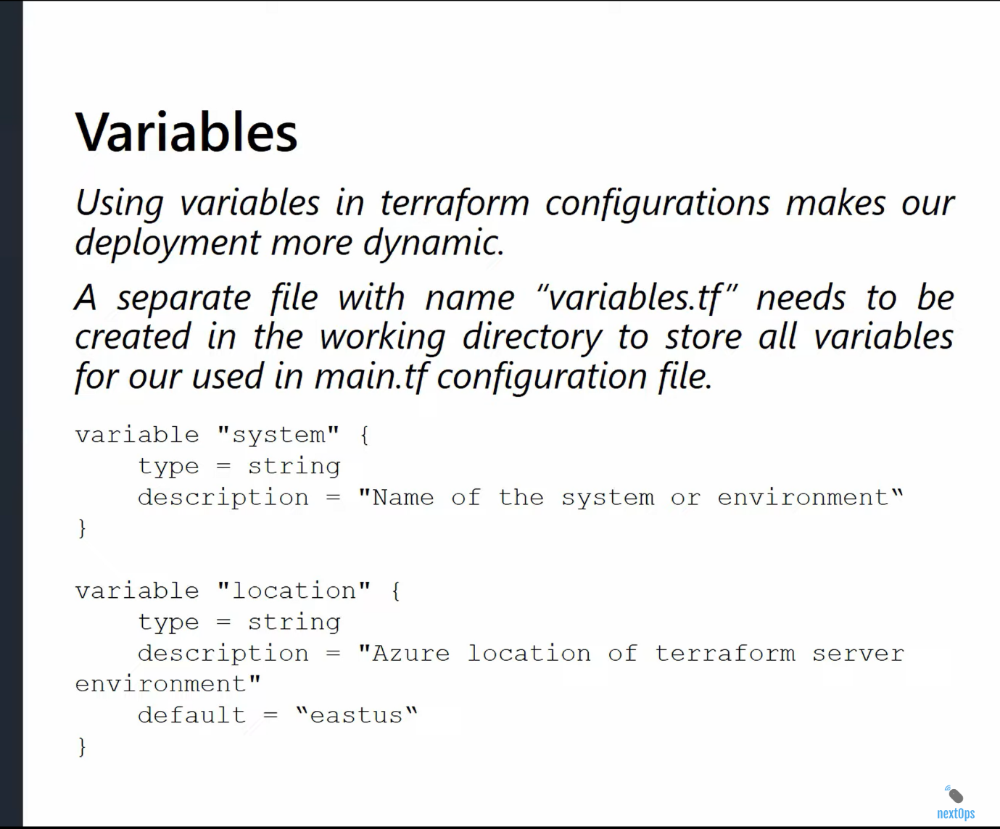 Variables
Using variables in terraform configurations makes our
deployment more dynamic.
A separate file with name “variables.tf” needs to be
created in the working directory to store all variables
for our used in main.tf configuration file.
variable "system" {
    type = string
    description = "Name of the system or environment‟
}
variable "location" {
    type = string
    description = "Azure location of terraform server
environment"
    default = ‟eastus‟
}
nextOps